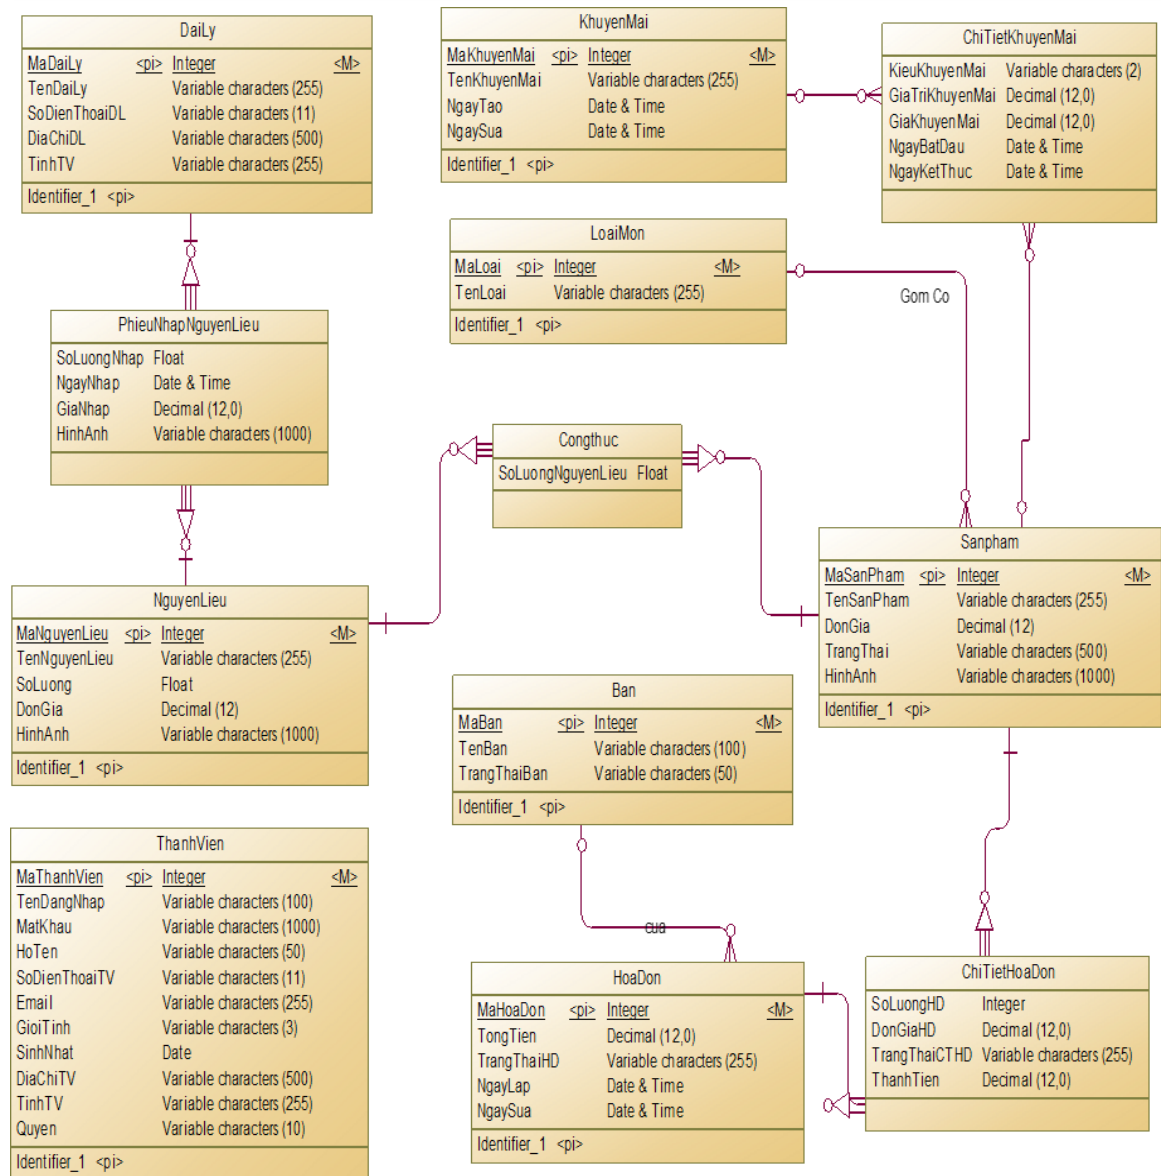 DaiLy
MaDaiLy <pi> Integer <M>
TenDaiLy Variable characters (255)
SoDienThoaiDL Variable characters (11)
DiaChiDL Variable characters (500)
TinhTV Variable characters (255)
Identifier_1 <pi>
KhuyenMai
MaKhuyenMai <pi> Integer <M>
TenKhuyenMai Variable characters (255)
NgayTao Date & Time
NgaySua Date & Time
Identifier_1 <pi>
ChiTietKhuyenMai
KieuKhuyenMai Variable characters (2)
GiaTriKhuyenMai Decimal (12,0)
GiaKhuyenMai Decimal (12,0)
NgayBatDau Date & Time
NgayKetThuc Date & Time
LoaiMon
MaLoai <pi> Integer <M>
TenLoai Variable characters (255)
Identifier_1 <pi>
Gom Co
PhieuNhapNguyenLieu
SoLuongNhap Float
NgayNhap Date & Time
GiaNhap Decimal (12,0)
HinhAnh Variable characters (1000)
Congthuc
SoLuongNguyenLieu Float
Sanpham
MaSanPham <pi> Integer <M>
TenSanPham Variable characters (255)
DonGia Decimal (12)
TrangThai Variable characters (500)
HinhAnh Variable characters (1000)
Identifier_1 <pi>
NguyenLieu
MaNguyenLieu <pi> Integer <M>
TenNguyenLieu Variable characters (255)
SoLuong Float
DonGia Decimal (12)
HinhAnh Variable characters (1000)
Identifier_1 <pi>
Ban
MaBan <pi> Integer <M>
TenBan Variable characters (100)
TrangThaiBan Variable characters (50)
Identifier_1 <pi>
cua
ThanhVien
MaThanhVien <pi> Integer <M>
TenDangNhap Variable characters (100)
MatKhau Variable characters (1000)
HoTen Variable characters (50)
SoDienThoaiTV Variable characters (11)
Email Variable characters (255)
GioiTinh Variable characters (3)
SinhNhat Date
DiaChiTV Variable characters (500)
TinhTV Variable characters (255)
Quyen Variable characters (10)
Identifier_1 <pi>
HoaDon
MaHoaDon <pi> Integer <M>
TongTien Decimal (12,0)
TrangThaiHD Variable characters (255)
NgayLap Date & Time
NgaySua Date & Time
Identifier_1 <pi>
ChiTietHoaDon
SoLuongHD Integer
DonGiaHD Decimal (12,0)
TrangThaiCTHD Variable characters (255)
ThanhTien Decimal (12,0)